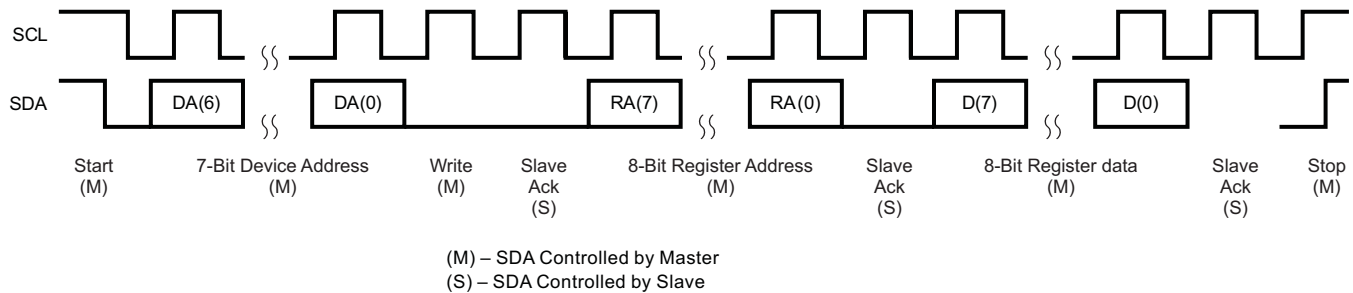 SCL
SDA
DA(6)
DA(0)
RA(7)
RA(0)
D(7)
D(0)
Start
(M)
7-Bit Device Address
(M)
Write
(M)
Slave
Ack
(S)
8-Bit Register Address
(M)
Slave
Ack
(S)
8-Bit Register data
(M)
Slave
Ack
(S)
Stop
(M)
(M) – SDA Controlled by Master
(S) – SDA Controlled by Slave